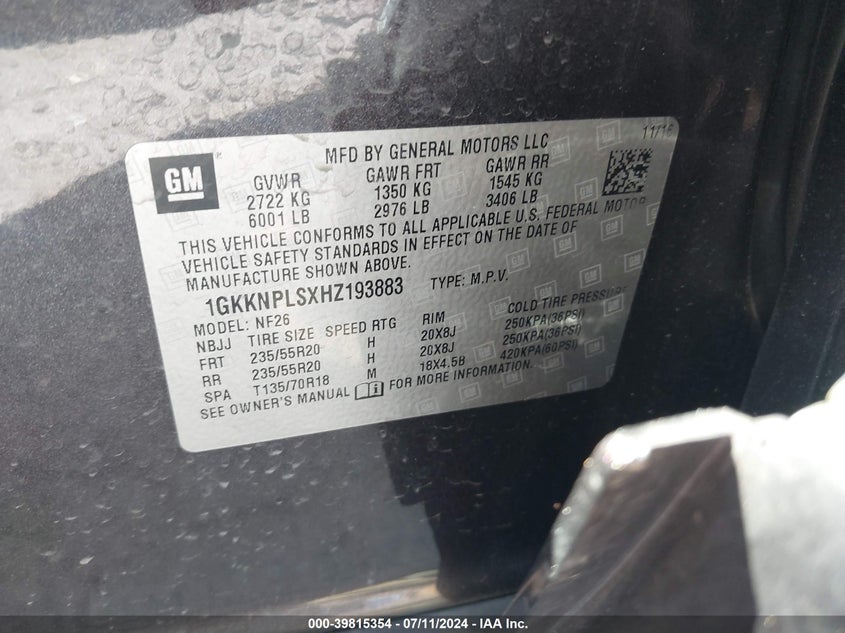 GM
MFD BY GENERAL MOTORS LLC
11/16
GVWR GAWR FRT GAWR RR
2722 KG 1350 KG 1545 KG
6001 LB 2976 LB 3406 LB
THIS VEHICLE CONFORMS TO ALL APPLICABLE U.S. FEDERAL MOTOR
VEHICLE SAFETY STANDARDS IN EFFECT ON THE DATE OF
MANUFACTURE SHOWN ABOVE.
1GKKNPLSXHZ193883 TYPE: M.P.V.
MODEL: NF26
NBJJ TIRE SIZE SPEED RTG RIM COLD TIRE PRESSURE
FRT 235/55R20 H 20X8J 250KPA(36PSI)
RR 235/55R20 H 20X8J 250KPA(36PSI)
SPA T135/70R18 M 18X4.5B 420KPA(60PSI)
SEE OWNER'S MANUAL FOR MORE INFORMATION.
000-39815354 - 07/11/2024 - IAA Inc.